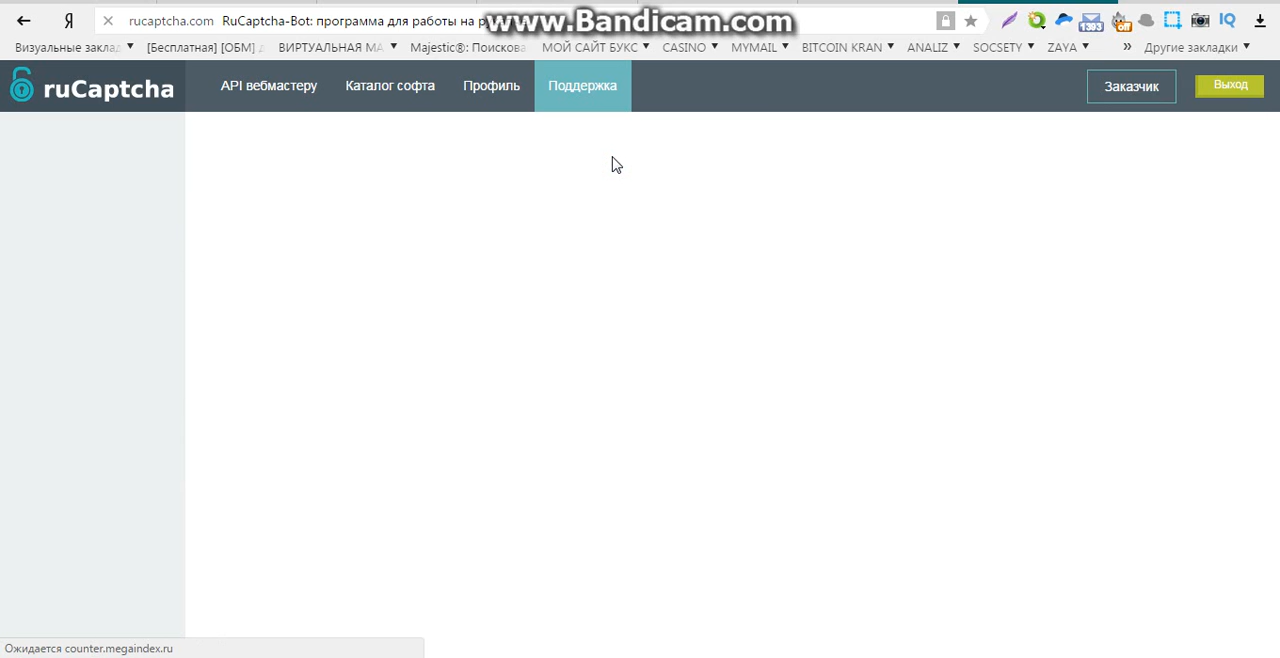 www.Bandicam.com
Я rucaptcha.com RuCaptcha-Bot: программа для работы на
Визуальные заклад [Бесплатная] [ОБМ] ВИРТУАЛЬНАЯ МА Majestic®: Поискова МОЙ САЙТ БУКС CASINO MYMAIL BITCOIN KRAN ANALIZ SOCSETY ZAYA » Другие закладки
ruCaptcha API вебмастеру Каталог софта Профиль Поддержка Заказчик Выход
Ожидается counter.megaindex.ru